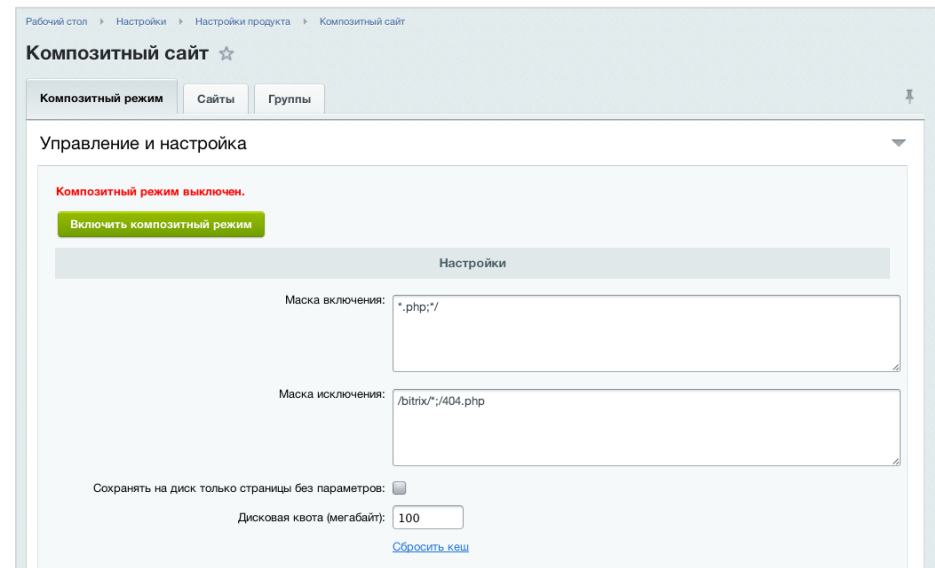 Рабочий стол Настройки Настройки продукта Композитный сайт
Композитный сайт
Композитный режим Сайты Группы
Управление и настройка
Композитный режим выключен.
Включить композитный режим
Настройки
Маска включения: *.php;*/
Маска исключения: /bitrix/*;/404.php
Сохранять на диск только страницы без параметров:
Дисковая квота (мегабайт): 100
Сбросить кеш